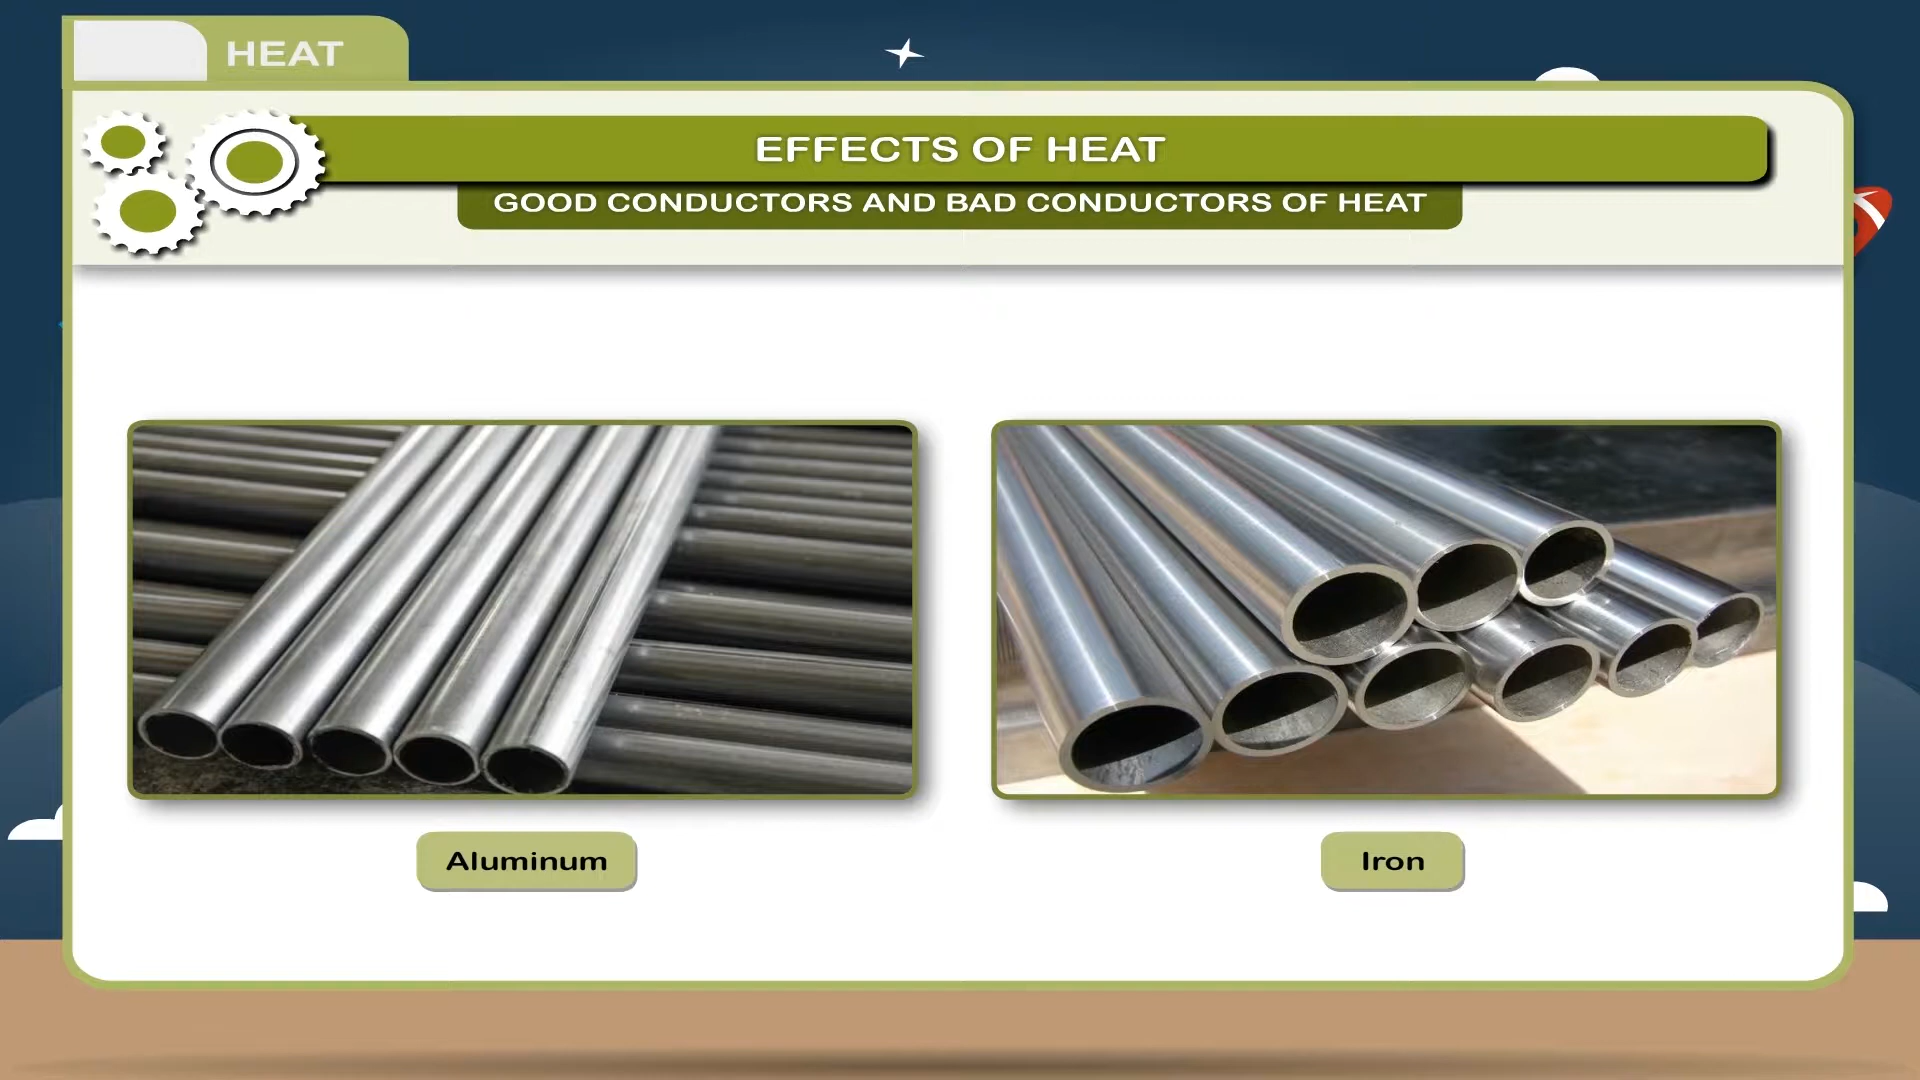 HEAT
EFFECTS OF HEAT
GOOD CONDUCTORS AND BAD CONDUCTORS OF HEAT
Aluminum
Iron